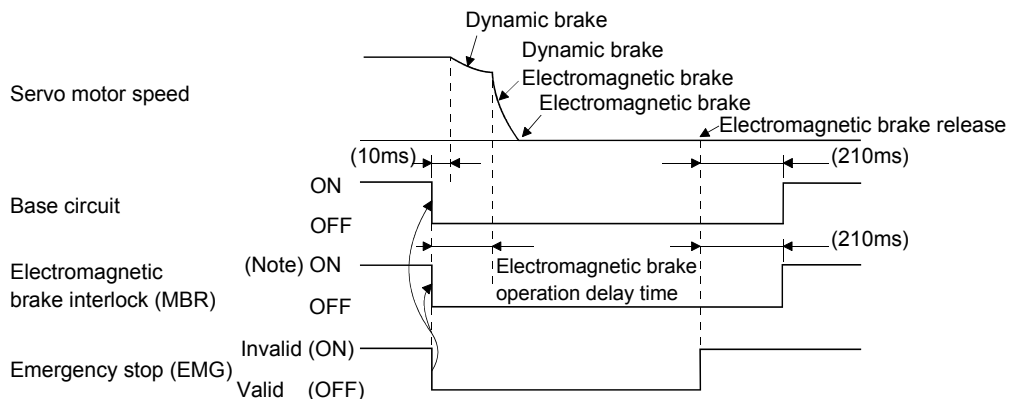 Dynamic brake
Dynamic brake
Electromagnetic brake
Electromagnetic brake
Servo motor speed
Electromagnetic brake release
(10ms)
(210ms)
ON
Base circuit
OFF
(210ms)
(Note) ON
Electromagnetic brake
operation delay time
Electromagnetic
brake interlock (MBR)
OFF
Invalid (ON)
Emergency stop (EMG)
Valid (OFF)